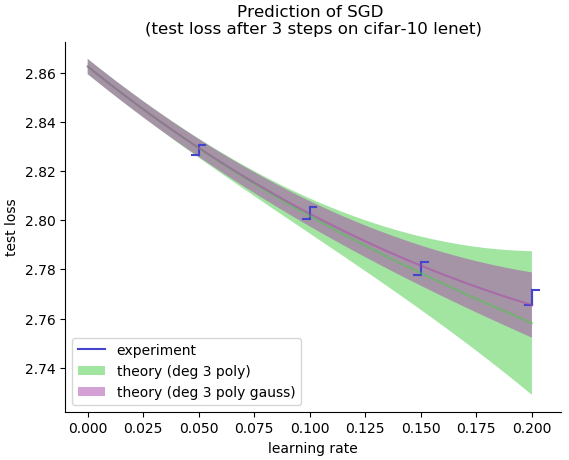 Prediction of SGD
(test loss after 3 steps on cifar-10 lenet)
2.86
2.84
2.82
2.80
2.78
2.76
2.74
test loss
experiment
theory (deg 3 poly)
theory (deg 3 poly gauss)
0.000 0.025 0.050 0.075 0.100 0.125 0.150 0.175 0.200
learning rate